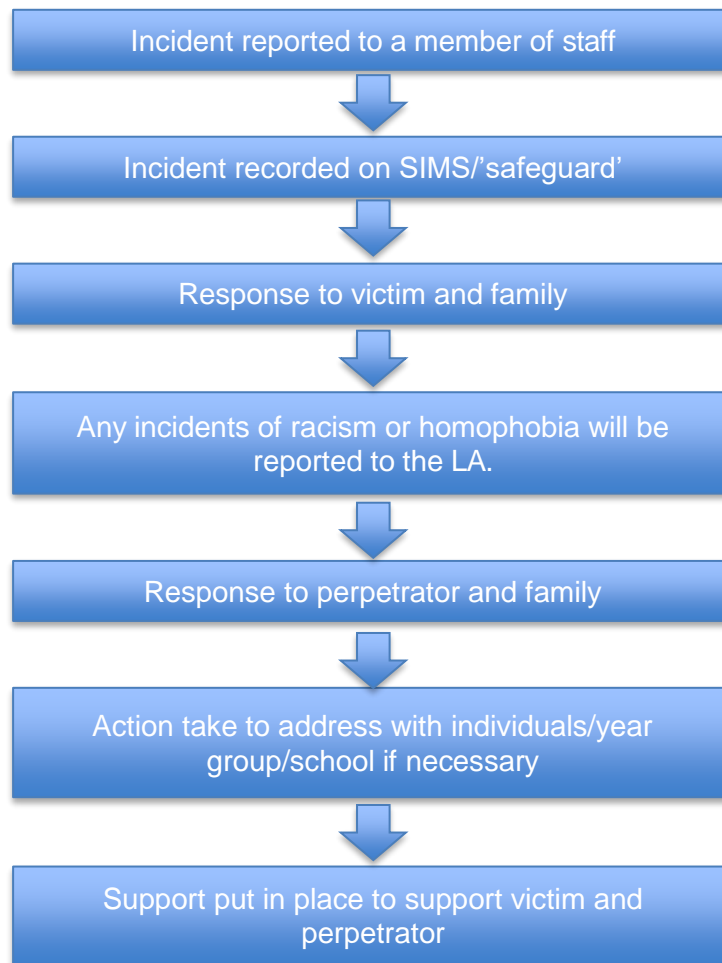 Incident reported to a member of staff
Incident recorded on SIMS/’safeguard’
Response to victim and family
Any incidents of racism or homophobia will be
reported to the LA.
Response to perpetrator and family
Action take to address with individuals/year
group/school if necessary
Support put in place to support victim and
perpetrator